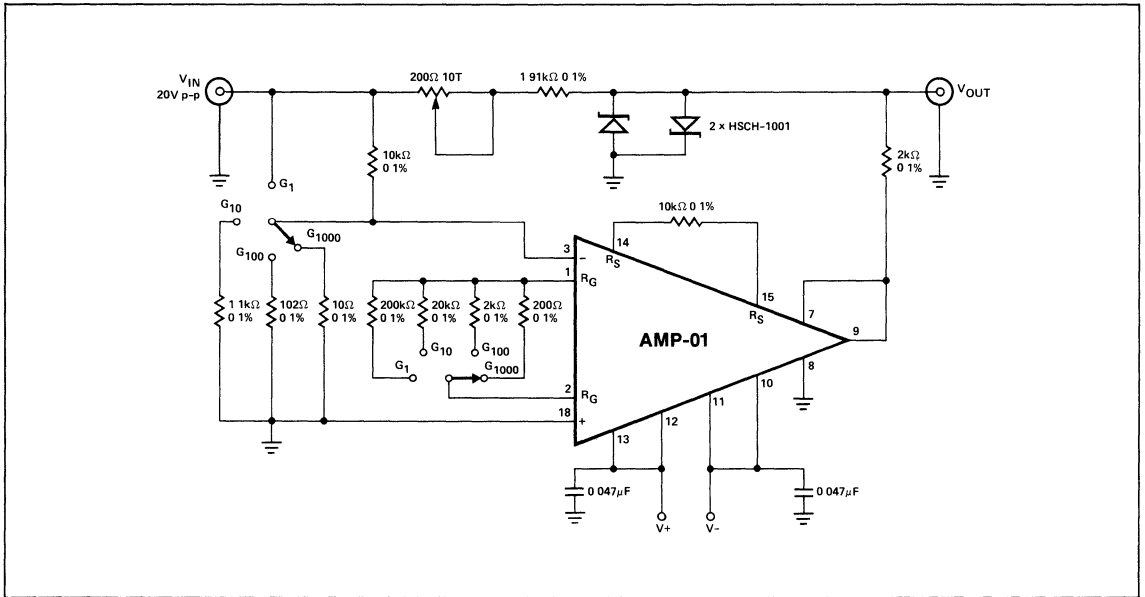 VIN
20V p-p
200Ω 10T
1 91kΩ 0 1%
VOUT
2 × HSCH-1001
10kΩ
0 1%
2kΩ
0 1%
G1
G10
G1000
G100
10kΩ 0 1%
3
−
14
RS
1
RG
15
RS
7
1 1kΩ
0 1%
102Ω
0 1%
10Ω
0 1%
200kΩ
0 1%
20kΩ
0 1%
2kΩ
0 1%
200Ω
0 1%
AMP-01
9
G10
G100
G1
G1000
8
2
RG
10
18
+
11
12
13
0 047µF
0 047µF
V+
V−